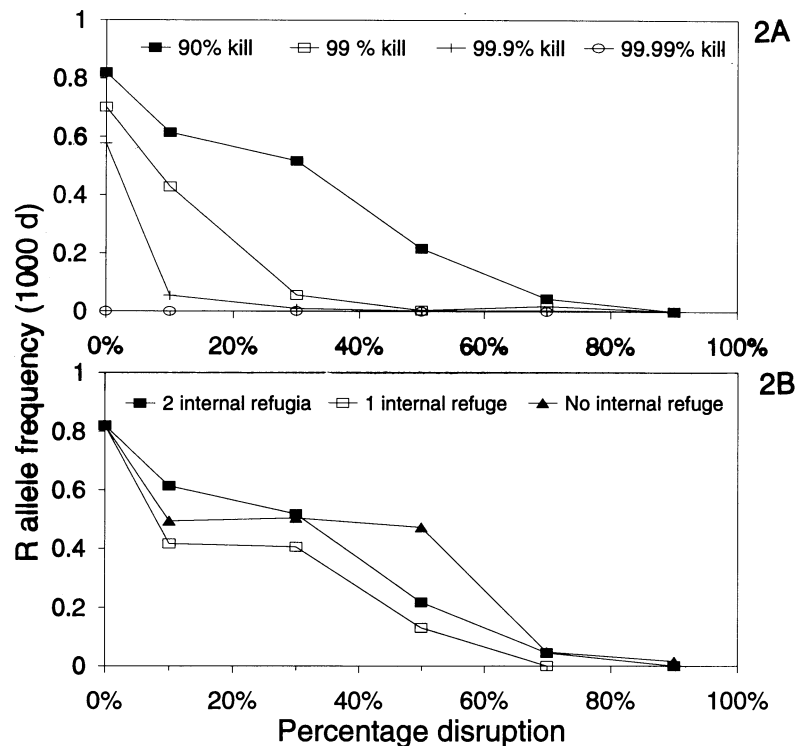 1
2A
90% kill
99 % kill
99.9% kill
99.99% kill
0.8
0.6
0.4
0.2
0
0% 20% 40% 60% 80% 100%
R allele frequency (1000 d)
1
2B
2 internal refugia
1 internal refuge
No internal refuge
0.8
0.6
0.4
0.2
0
0% 20% 40% 60% 80% 100%
Percentage disruption